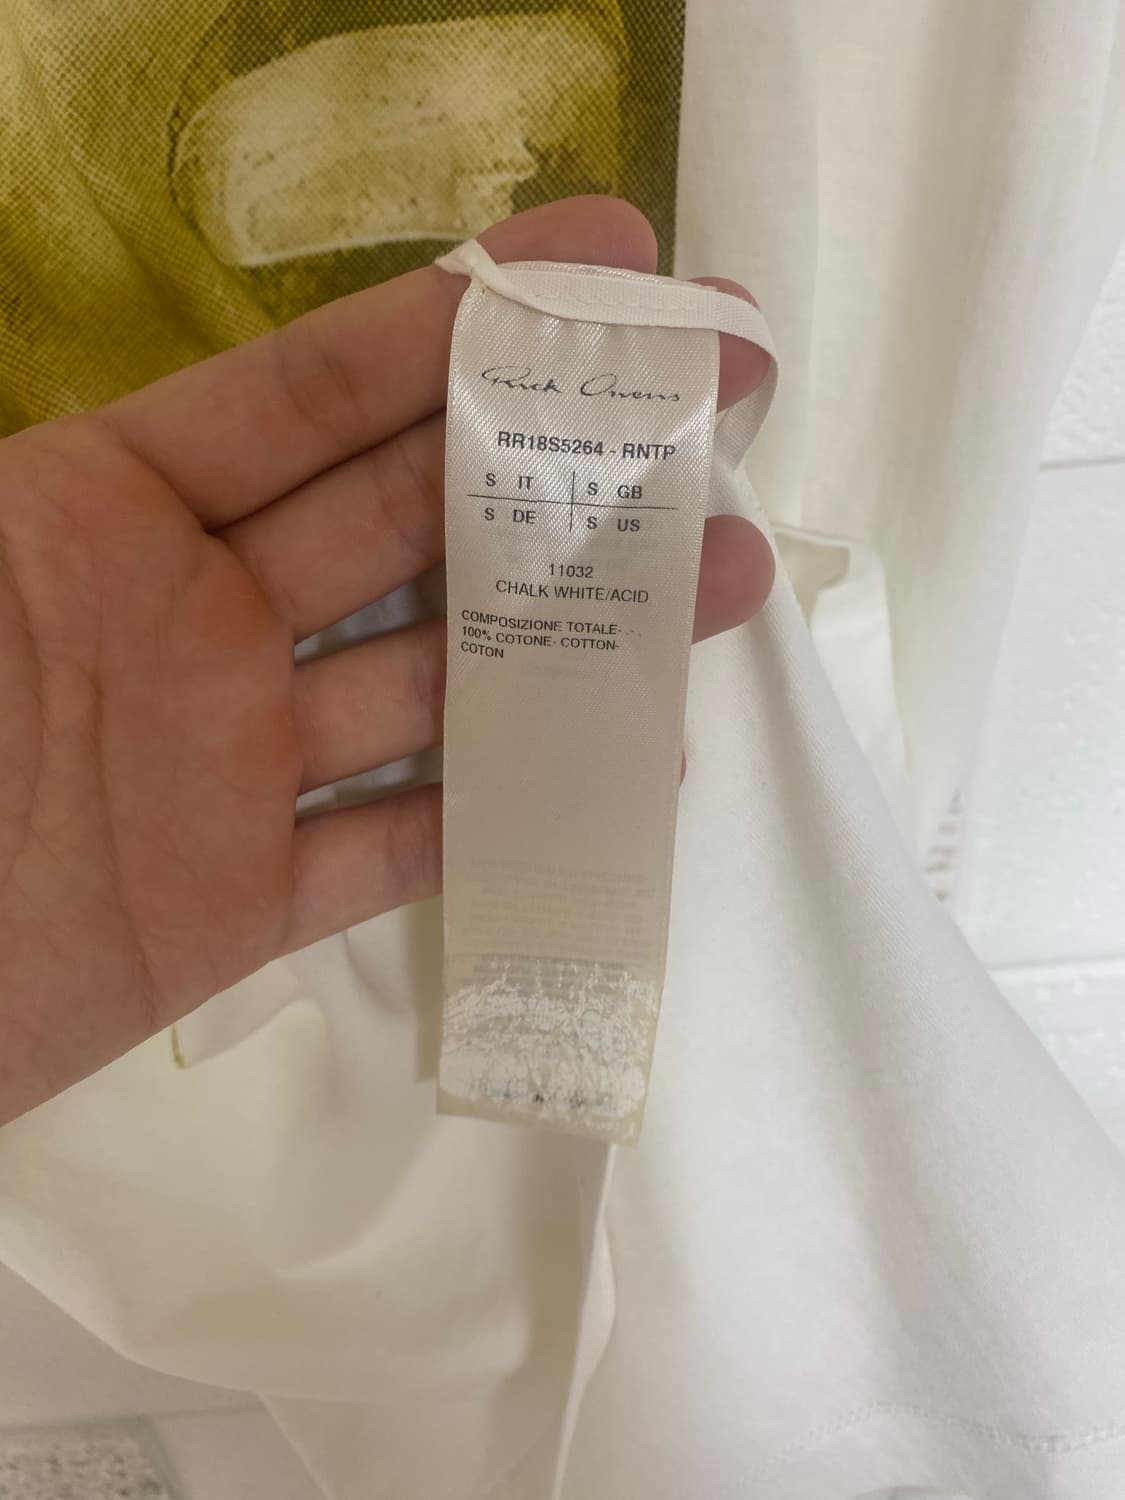 Rick Owens
RR18S5264 - RNTP
S IT S GB
S DE S US
11032
CHALK WHITE/ACID
COMPOSIZIONE TOTALE- - -
100% COTONE- COTTON-
COTON